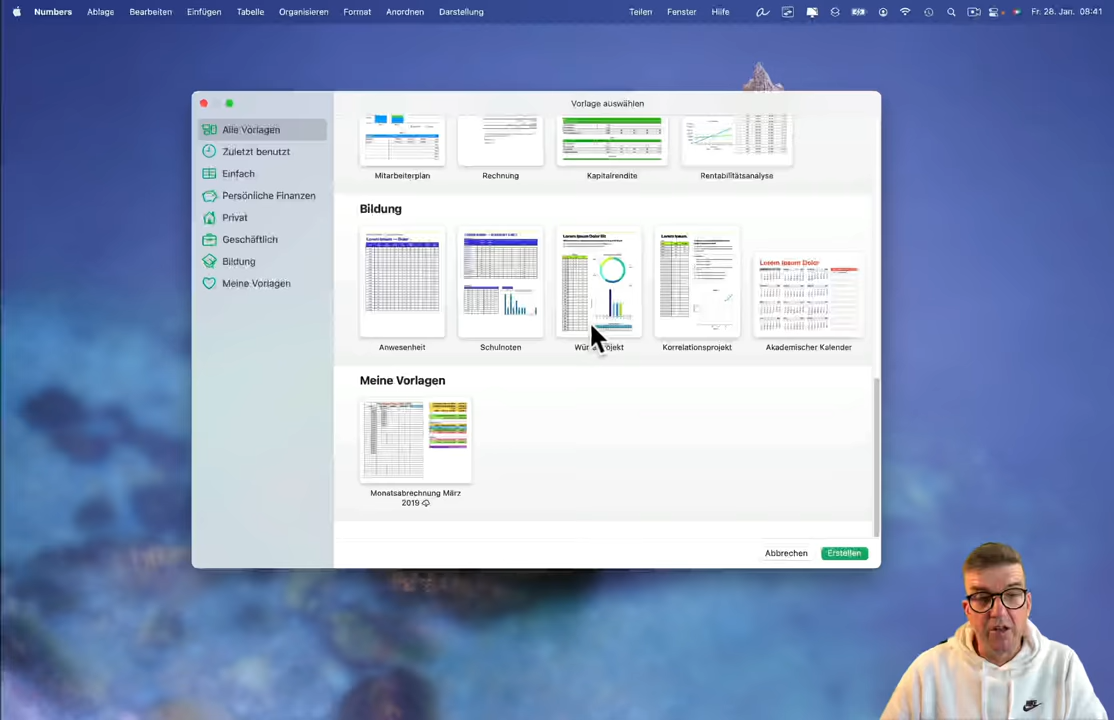 Numbers Ablage Bearbeiten Einfügen Tabelle Organisieren Format Anordnen Darstellung Teilen Fenster Hilfe Fr. 28. Jan. 08:41
Vorlage auswählen
Alle Vorlagen
Zuletzt benutzt
Einfach
Persönliche Finanzen
Privat
Geschäftlich
Bildung
Meine Vorlagen
Mitarbeiterplan Rechnung Kapitalrendite Rentabilitätsanalyse
Bildung
Lorem Ipsum Dolor
Anwesenheit Schulnoten Korrelationsprojekt Akademischer Kalender
Meine Vorlagen
Monatsabrechnung März
2019
Abbrechen Erstellen